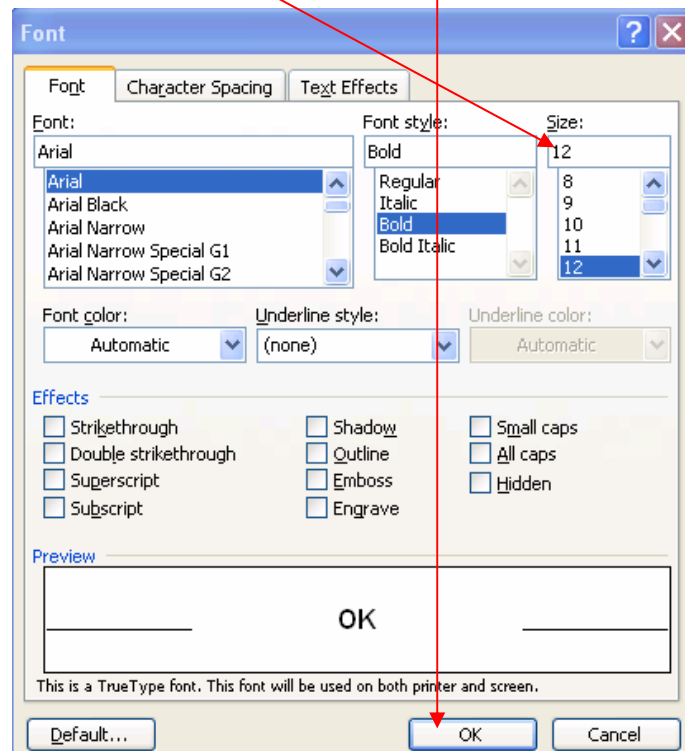 Font
Font Character Spacing Text Effects
Font: Font style: Size:
Arial Bold 12
Arial Regular 8
Arial Black Italic 9
Arial Narrow Bold 10
Arial Narrow Special G1 Bold Italic 11
Arial Narrow Special G2 12
Font color: Underline style: Underline color:
Automatic (none) Automatic
Effects
Strikethrough Shadow Small caps
Double strikethrough Outline All caps
Superscript Emboss Hidden
Subscript Engrave
Preview
OK
This is a TrueType font. This font will be used on both printer and screen.
Default... OK Cancel